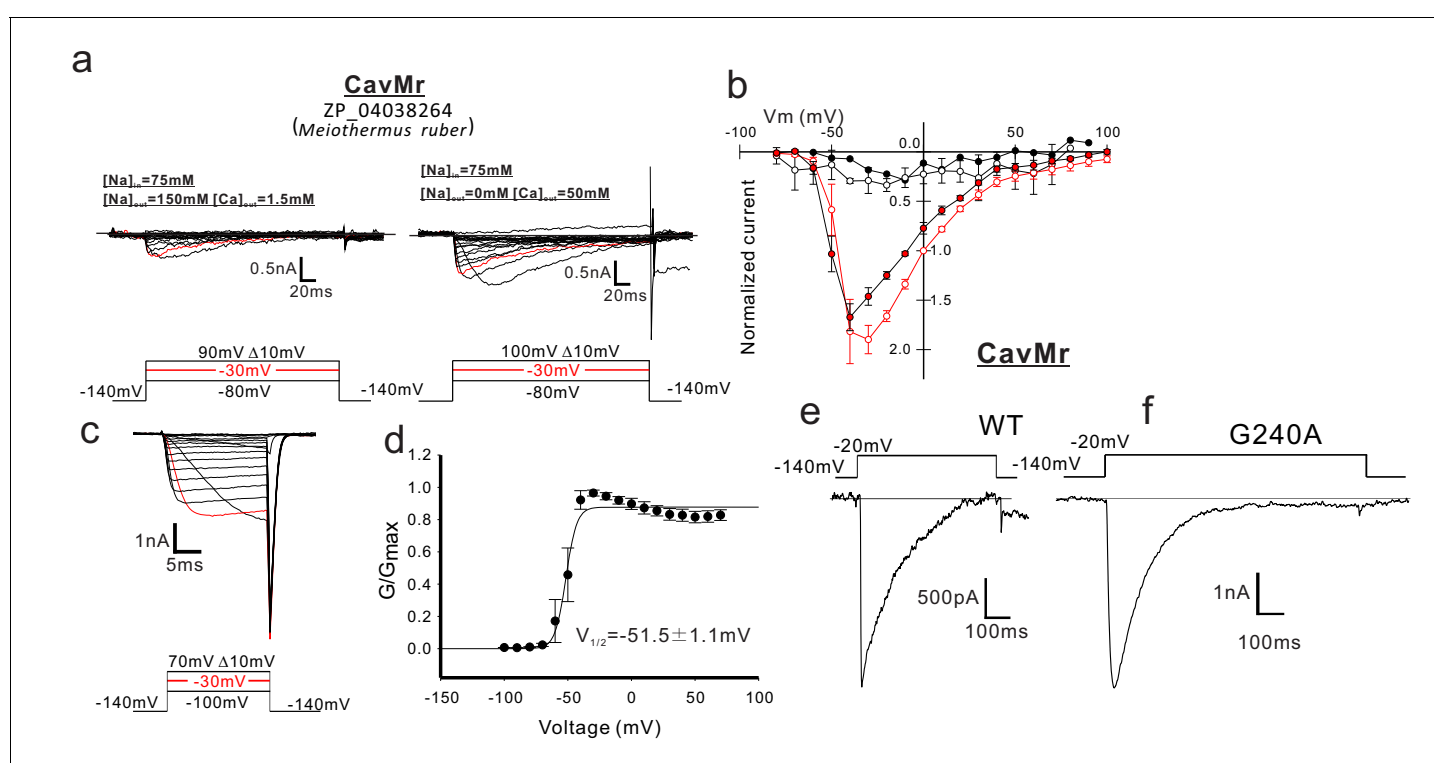 a
CavMr
ZP_04038264
(Meiothermus ruber)
[Na]in=75mM
[Na]out=150mM [Ca]out=1.5mM
0.5nA
20ms
90mV Δ10mV
-30mV
-80mV
-140mV
-140mV
[Na]in=75mM
[Na]out=0mM [Ca]out=50mM
0.5nA
20ms
100mV Δ10mV
-30mV
-80mV
-140mV
-140mV
b
Vm (mV)
-100
-50
50
100
0.0
0.5
1.0
1.5
2.0
Normalized current
CavMr
c
1nA
5ms
70mV Δ10mV
-30mV
-100mV
-140mV
-140mV
d
1.2
1.0
0.8
0.6
0.4
0.2
0.0
G/Gmax
V1/2=-51.5±1.1mV
-150
-100
-50
0
50
100
Voltage (mV)
e
WT
-20mV
-140mV
-140mV
500pA
100ms
f
G240A
-20mV
1nA
100ms